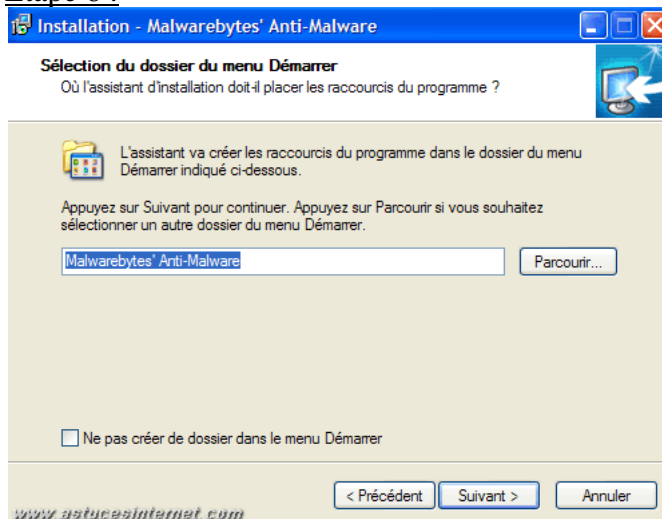 Installation - Malwarebytes' Anti-Malware
Sélection du dossier du menu Démarrer
Où l'assistant d'installation doit-il placer les raccourcis du programme ?
L'assistant va créer les raccourcis du programme dans le dossier du menu
Démarrer indiqué ci-dessous.
Appuyez sur Suivant pour continuer. Appuyez sur Parcourir si vous souhaitez
sélectionner un autre dossier du menu Démarrer.
Malwarebytes' Anti-Malware
Parcourir...
Ne pas créer de dossier dans le menu Démarrer
< Précédent
Suivant >
Annuler
www.astucesinternet.com